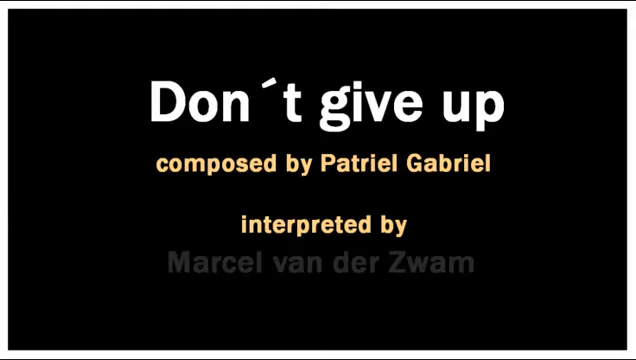 Don´t give up
composed by Patriel Gabriel
interpreted by
Marcel van der Zwam